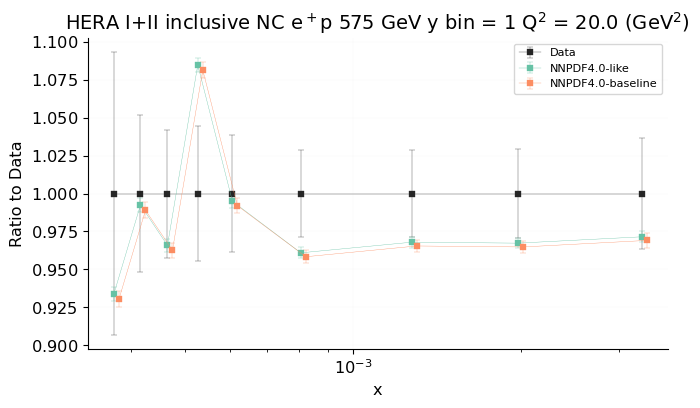 HERA I+II inclusive NC e⁺p 575 GeV y bin = 1 Q² = 20.0 (GeV²)
1.100
1.075
1.050
1.025
1.000
0.975
0.950
0.925
0.900
Ratio to Data
Data
NNPDF4.0-like
NNPDF4.0-baseline
10⁻³
x